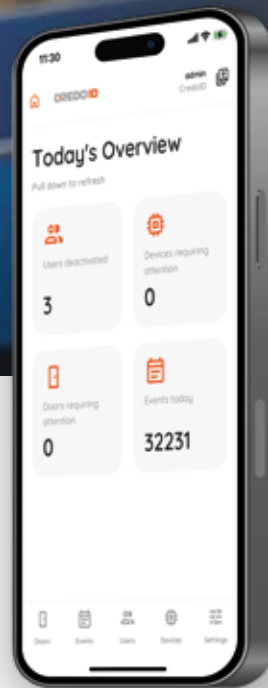 11:30
CREDOID
admin
CredoID
Today's Overview
Pull down to refresh
Users deactivated
3
Devices requiring
attention
0
Doors requiring
attention
0
Events today
32231
Doors
Events
Users
Devices
Settings